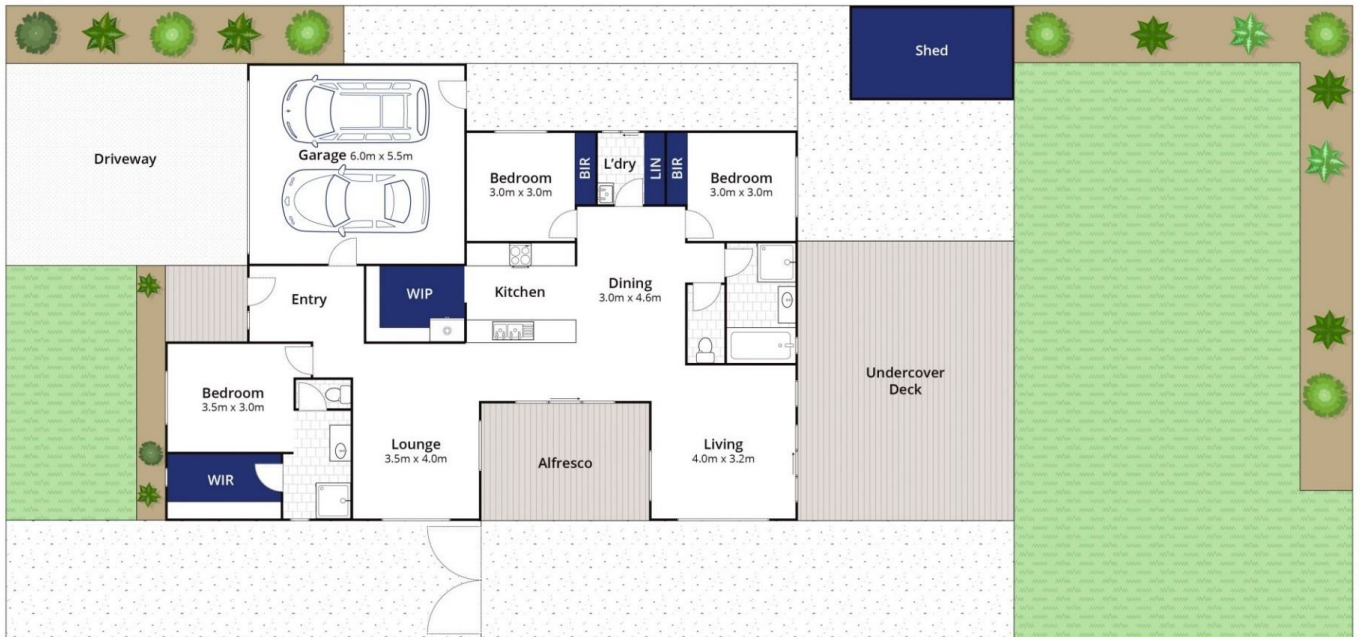 Shed
Driveway
Garage 6.0m x 5.5m
Bedroom
3.0m x 3.0m
BIR
L'dry
LIN
BIR
Bedroom
3.0m x 3.0m
Entry
WIP
Kitchen
Dining
3.0m x 4.6m
Bedroom
3.5m x 3.0m
Undercover
Deck
WIR
Lounge
3.5m x 4.0m
Alfresco
Living
4.0m x 3.2m